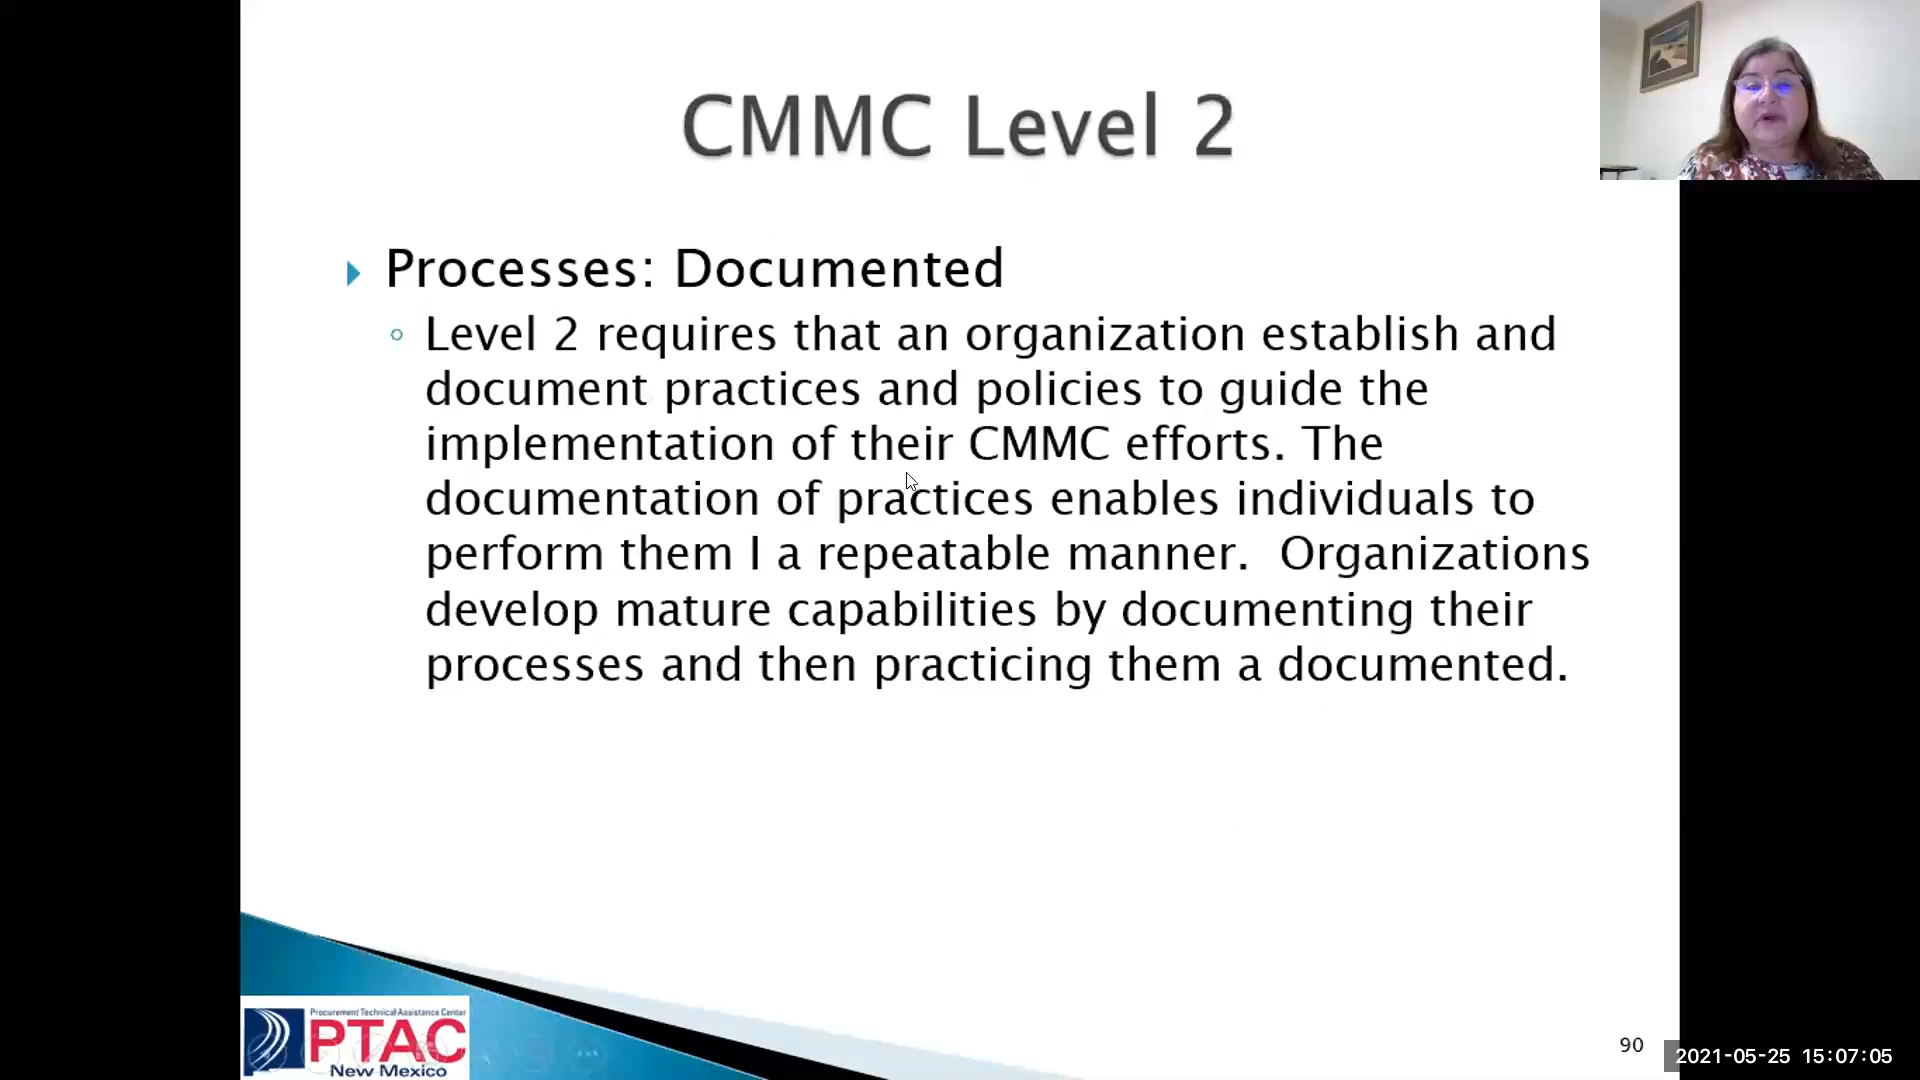 CMMC Level 2
Processes: Documented
Level 2 requires that an organization establish and
document practices and policies to guide the
implementation of their CMMC efforts. The
documentation of practices enables individuals to
perform them I a repeatable manner.  Organizations
develop mature capabilities by documenting their
processes and then practicing them a documented.
Procurement Technical Assistance Center
PTAC
New Mexico
90
2021-05-25 15:07:05